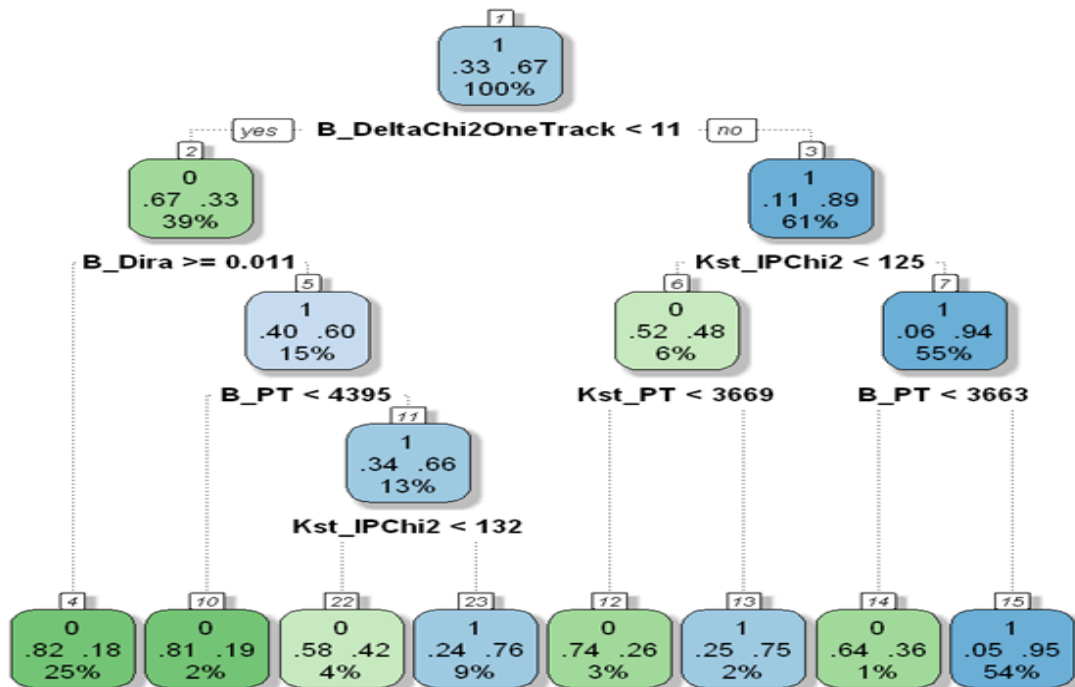 1
1
.33 .67
100%
yes B_DeltaChi2OneTrack < 11 no
2 3
0 1
.67 .33 .11 .89
39% 61%
B_Dira >= 0.011 Kst_IPChi2 < 125
5 6 7
1 0 1
.40 .60 .52 .48 .06 .94
15% 6% 55%
B_PT < 4395 Kst_PT < 3669 B_PT < 3663
11
1
.34 .66
13%
Kst_IPChi2 < 132
4 10 22 23 12 13 14 15
0 0 0 1 0 1 0 1
.82 .18 .81 .19 .58 .42 .24 .76 .74 .26 .25 .75 .64 .36 .05 .95
25% 2% 4% 9% 3% 2% 1% 54%